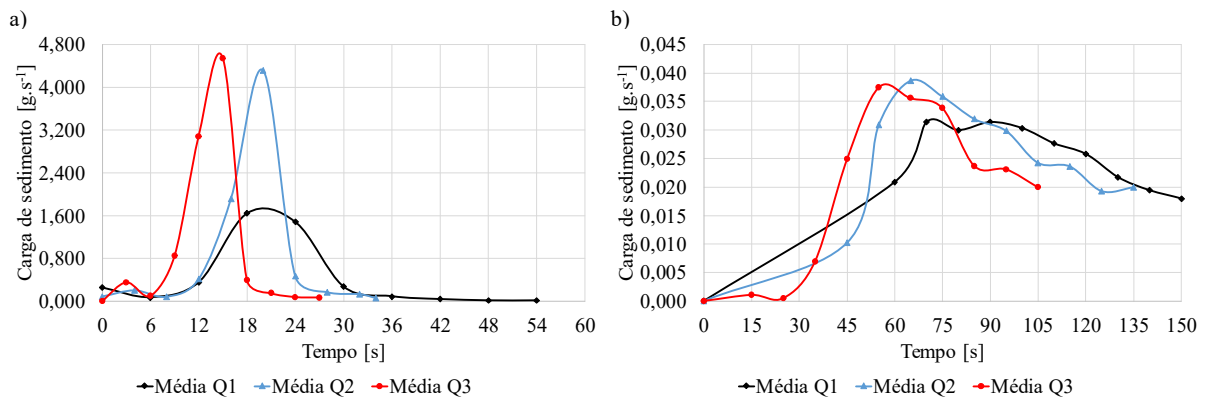 a)
4,800
4,000
3,200
2,400
1,600
0,800
0,000
Carga de sedimento [g.s⁻¹]
0 6 12 18 24 30 36 42 48 54 60
Tempo [s]
Média Q1 Média Q2 Média Q3
b)
0,045
0,040
0,035
0,030
0,025
0,020
0,015
0,010
0,005
0,000
Carga de sedimento [g.s⁻¹]
0 15 30 45 60 75 90 105 120 135 150
Tempo [s]
Média Q1 Média Q2 Média Q3